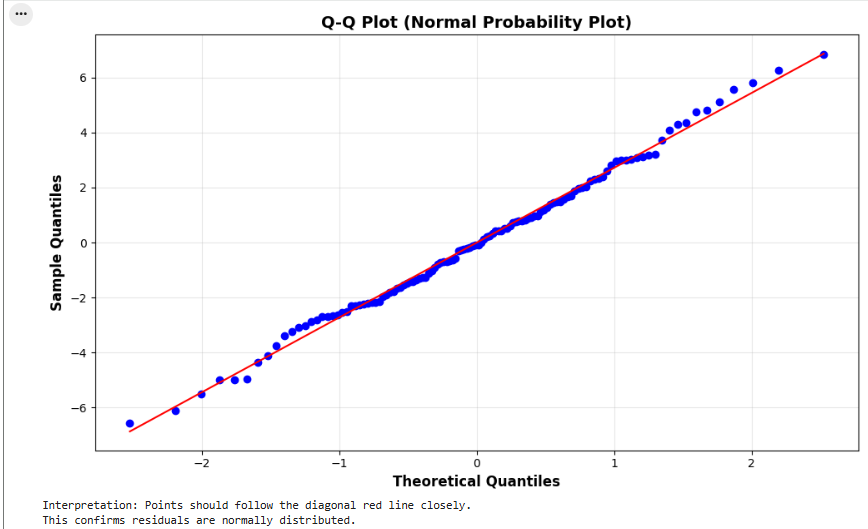 ...
Q-Q Plot (Normal Probability Plot)
Sample Quantiles
6
4
2
0
−2
−4
−6
−2
−1
0
1
2
Theoretical Quantiles
Interpretation: Points should follow the diagonal red line closely.
This confirms residuals are normally distributed.